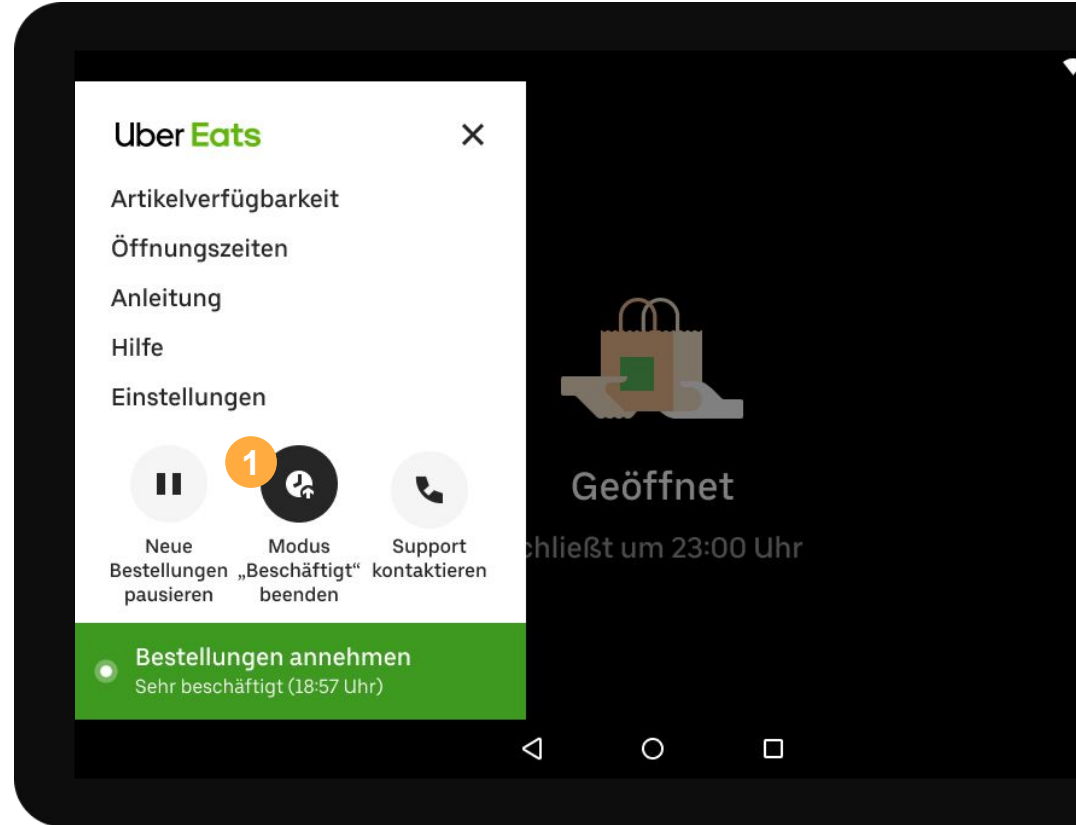 Uber Eats
Artikelverfügbarkeit
Öffnungszeiten
Anleitung
Hilfe
Einstellungen
1
Neue
Bestellungen
pausieren
Modus
„Beschäftigt“
beenden
Support
kontaktieren
Bestellungen annehmen
Sehr beschäftigt (18:57 Uhr)
Geöffnet
chließt um 23:00 Uhr